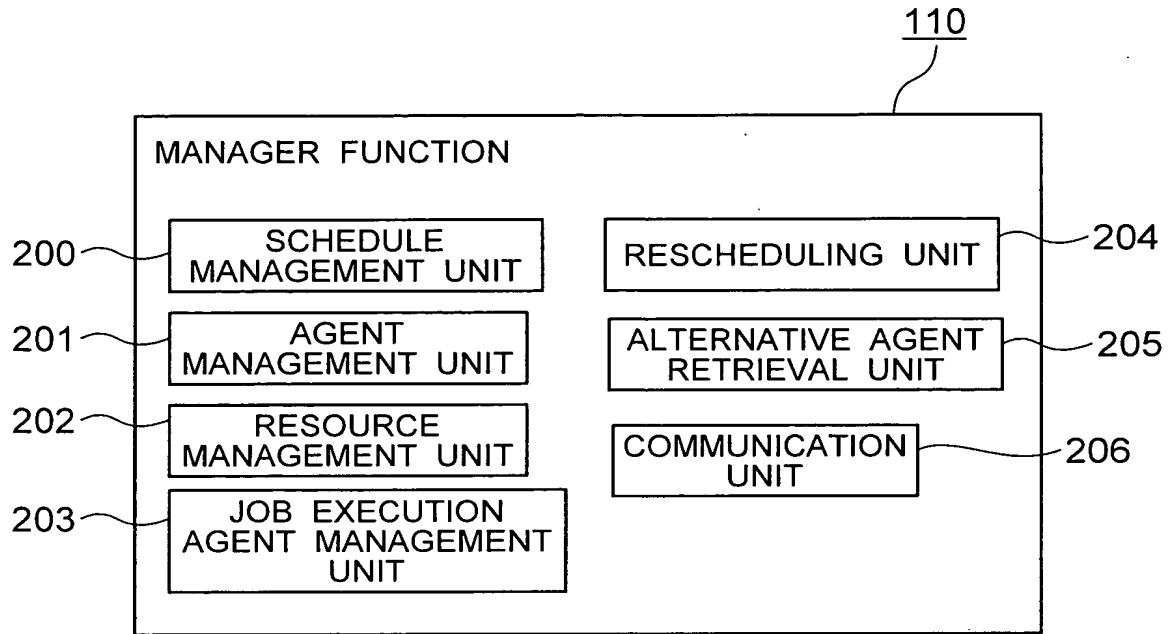 110
MANAGER FUNCTION
200
SCHEDULE
MANAGEMENT UNIT
201
AGENT
MANAGEMENT UNIT
202
RESOURCE
MANAGEMENT UNIT
203
JOB EXECUTION
AGENT MANAGEMENT
UNIT
RESCHEDULING UNIT
204
ALTERNATIVE AGENT
RETRIEVAL UNIT
205
COMMUNICATION
UNIT
206